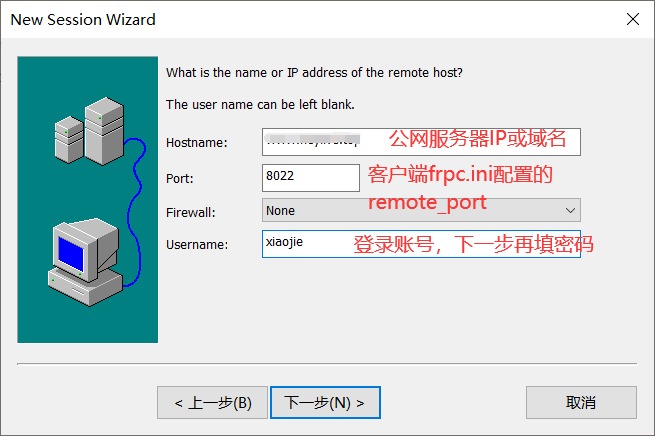 New Session Wizard
What is the name or IP address of the remote host?
The user name can be left blank.
Hostname:
公网服务器IP或域名
Port:
8022
客户端frpc.ini配置的
remote_port
Firewall:
None
Username:
xiaojie
登录账号，下一步再填密码
< 上一步(B)
下一步(N) >
取消